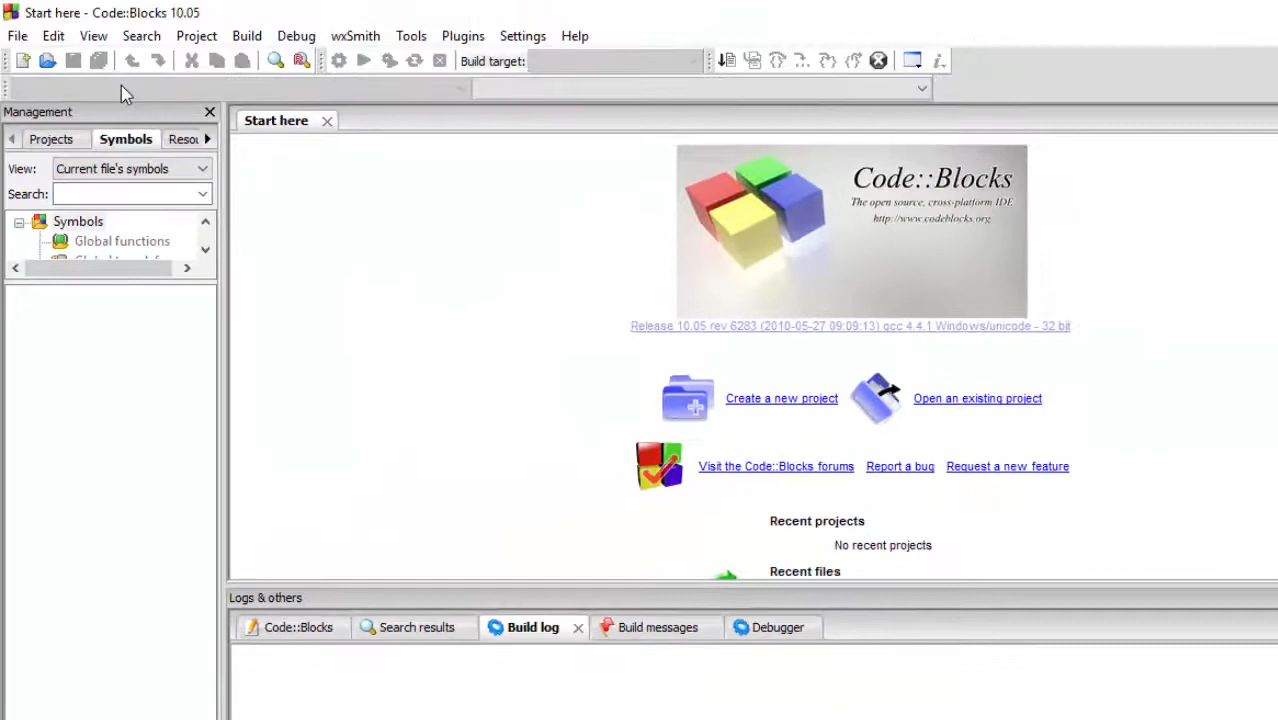 Start here - Code::Blocks 10.05
File Edit View Search Project Build Debug wxSmith Tools Plugins Settings Help
Build target:
Management
Start here
Projects Symbols Resou
View: Current file's symbols
Search:
Symbols
Global functions
Code::Blocks
The open source, cross-platform IDE
http://www.codeblocks.org
Release 10.05 rev 6283 (2010-05-27 09:09:13) gcc 4.4.1 Windows/unicode - 32 bit
Create a new project Open an existing project
Visit the Code::Blocks forums Report a bug Request a new feature
Recent projects
No recent projects
Recent files
Logs & others
Code::Blocks Search results Build log Build messages Debugger